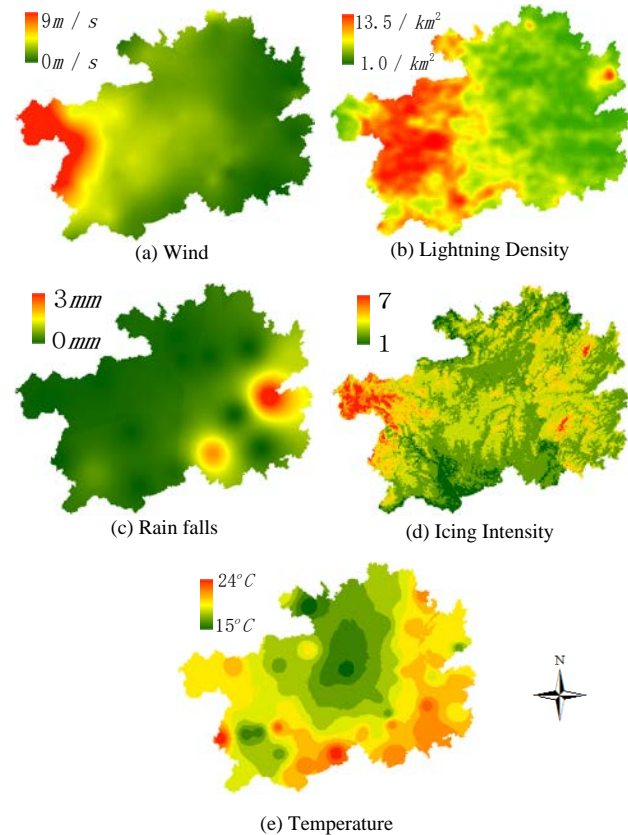 9m / s
0m / s
(a) Wind
13.5 / km²
1.0 / km²
(b) Lightning Density
3mm
0mm
(c) Rain falls
7
1
(d) Icing Intensity
24°C
15°C
N
(e) Temperature